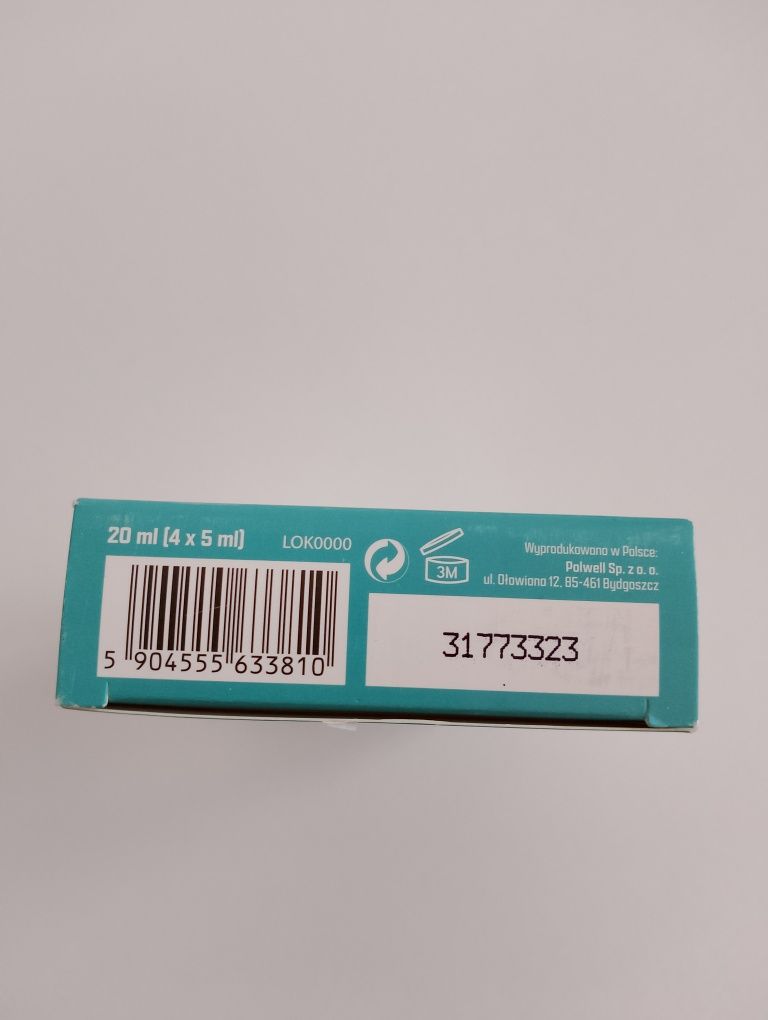 20 ml (4 x 5 ml)
LOK0000
5 904555 633810
3M
Wyprodukowano w Polsce:
Polwell Sp. z o. o.
ul. Ołowiana 12, 85-461 Bydgoszcz
31773323